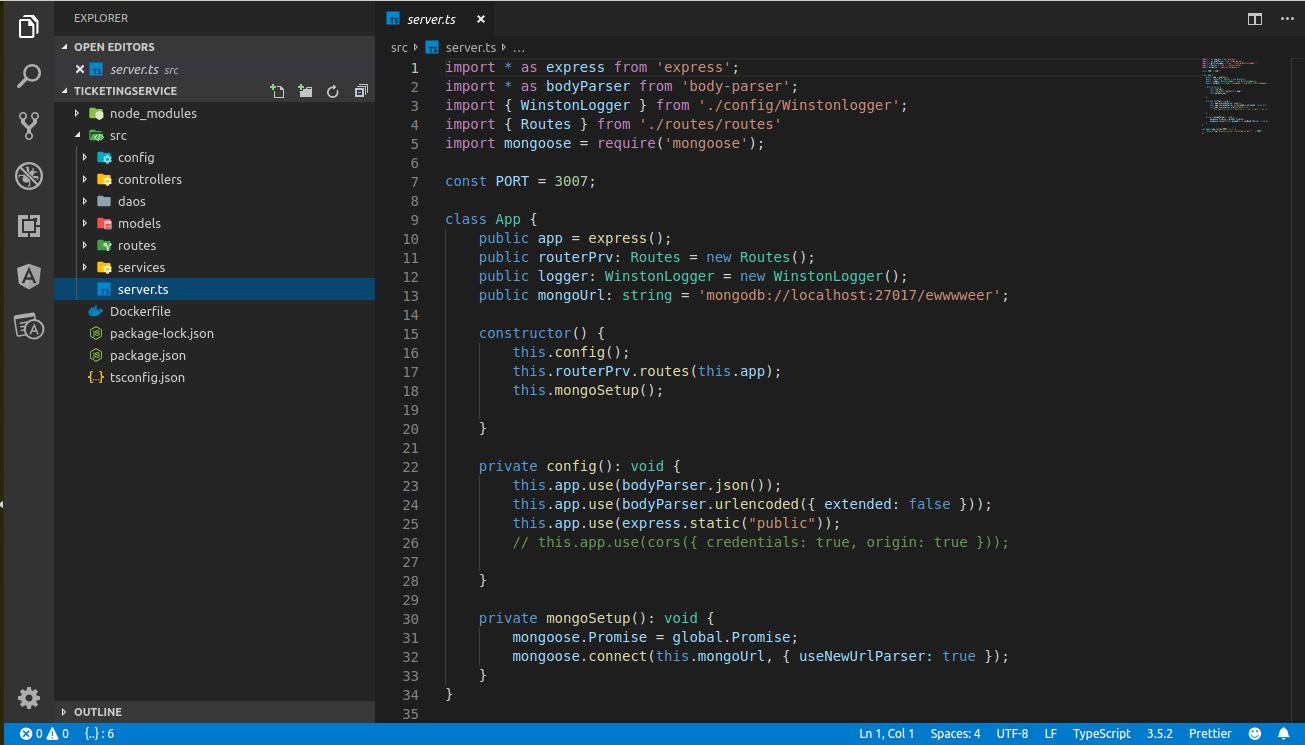 EXPLORER
OPEN EDITORS
server.ts src
TICKETINGSERVICE
node_modules
src
config
controllers
daos
models
routes
services
server.ts
Dockerfile
package-lock.json
package.json
tsconfig.json
OUTLINE
server.ts
src server.ts ...
1 import * as express from 'express';
2 import * as bodyParser from 'body-parser';
3 import { WinstonLogger } from './config/Winstonlogger';
4 import { Routes } from './routes/routes'
5 import mongoose = require('mongoose');
6
7 const PORT = 3007;
8
9 class App {
10 public app = express();
11 public routerPrv: Routes = new Routes();
12 public logger: WinstonLogger = new WinstonLogger();
13 public mongoUrl: string = 'mongodb://localhost:27017/ewwwweer';
14
15 constructor() {
16 this.config();
17 this.routerPrv.routes(this.app);
18 this.mongoSetup();
19
20 }
21
22 private config(): void {
23 this.app.use(bodyParser.json());
24 this.app.use(bodyParser.urlencoded({ extended: false }));
25 this.app.use(express.static("public"));
26 // this.app.use(cors({ credentials: true, origin: true }));
27
28 }
29
30 private mongoSetup(): void {
31 mongoose.Promise = global.Promise;
32 mongoose.connect(this.mongoUrl, { useNewUrlParser: true });
33 }
34 }
35
0 0 {..} : 6 Ln 1, Col 1 Spaces: 4 UTF-8 LF TypeScript 3.5.2 Prettier